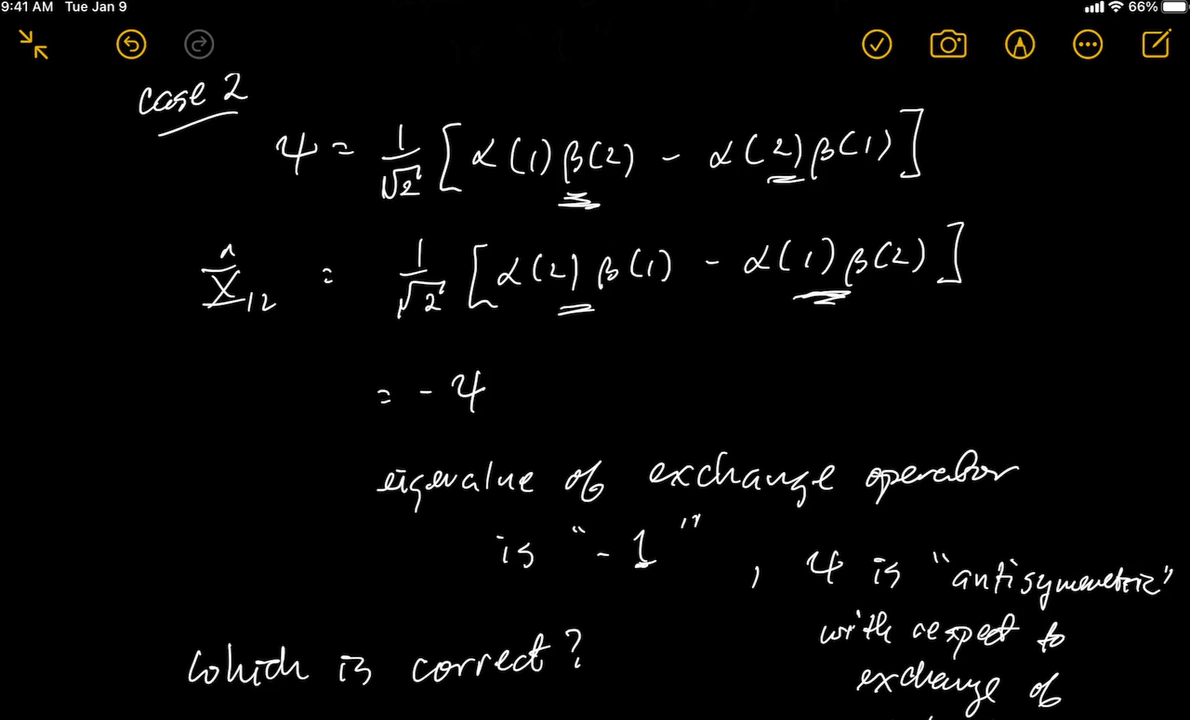 9:41 AM Tue Jan 9
66%
case 2
ψ = 1/√2 [ α(1) β(2) - α(2) β(1) ]
X̂₁₂ = 1/√2 [ α(2) β(1) - α(1) β(2) ]
= - ψ
eigenvalue of exchange operator
is "-1"
, ψ is "antisymmetric"
with respect to
which is correct?
exchange of